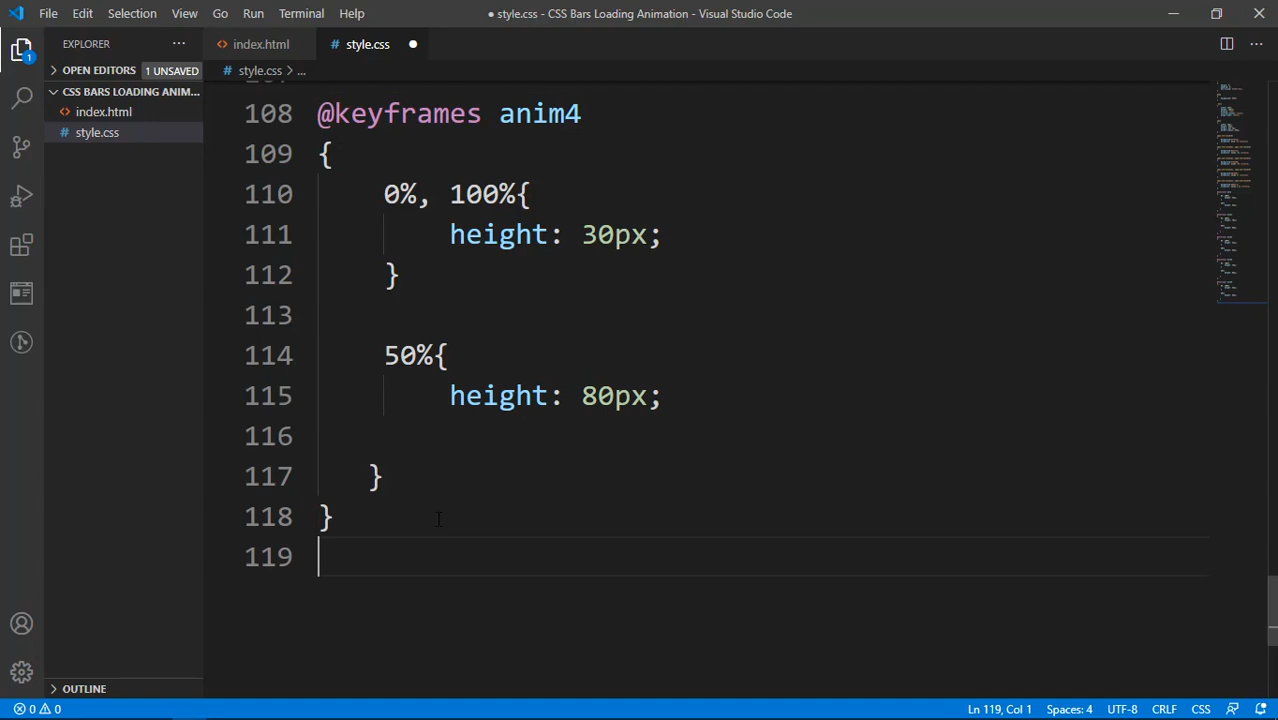 File Edit Selection View Go Run Terminal Help
● style.css - CSS Bars Loading Animation - Visual Studio Code
EXPLORER
index.html
# style.css
OPEN EDITORS 1 UNSAVED
# style.css > ...
CSS BARS LOADING ANIM...
index.html
# style.css
1
108 @keyframes anim4
109 {
110 0%, 100%{
111 height: 30px;
112 }
113
114 50%{
115 height: 80px;
116
117 }
118 }
119
OUTLINE
0 0 Ln 119, Col 1 Spaces: 4 UTF-8 CRLF CSS